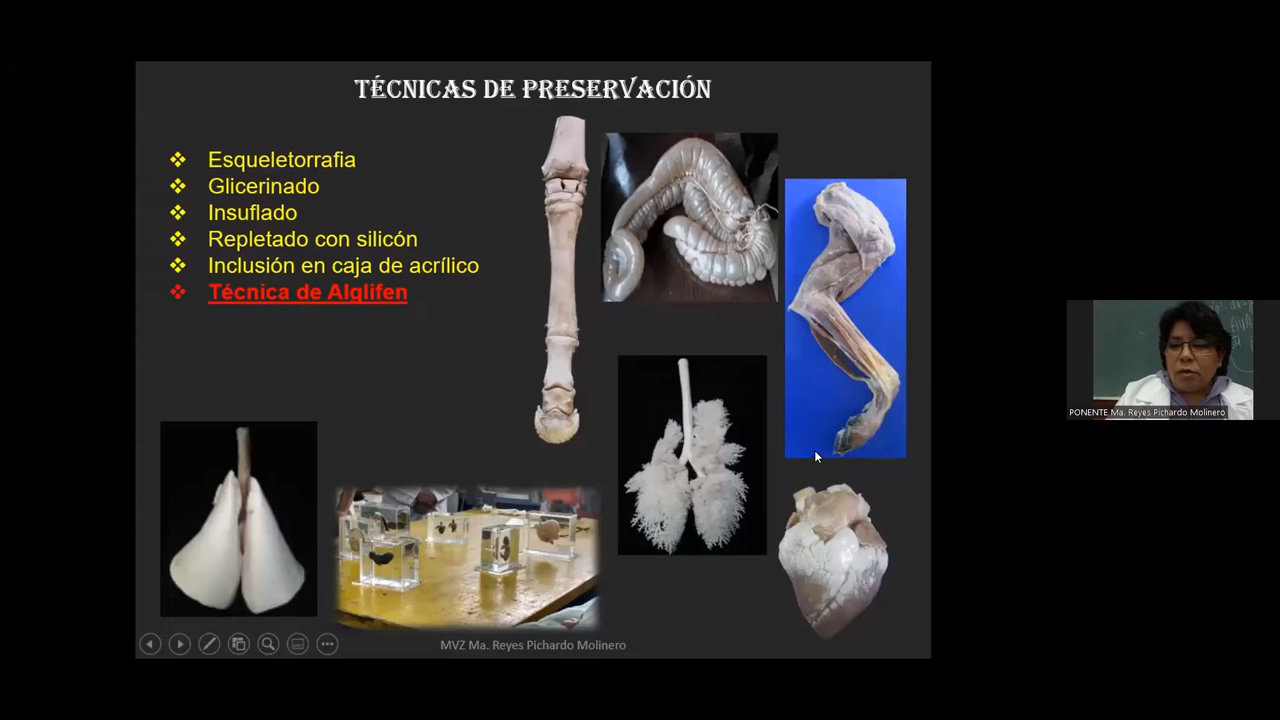 TÉCNICAS DE PRESERVACIÓN
Esqueletorrafia
Glicerinado
Insuflado
Repletado con silicón
Inclusión en caja de acrílico
Técnica de Alglifen
MVZ Ma. Reyes Pichardo Molinero
PONENTE Ma. Reyes Pichardo Molinero